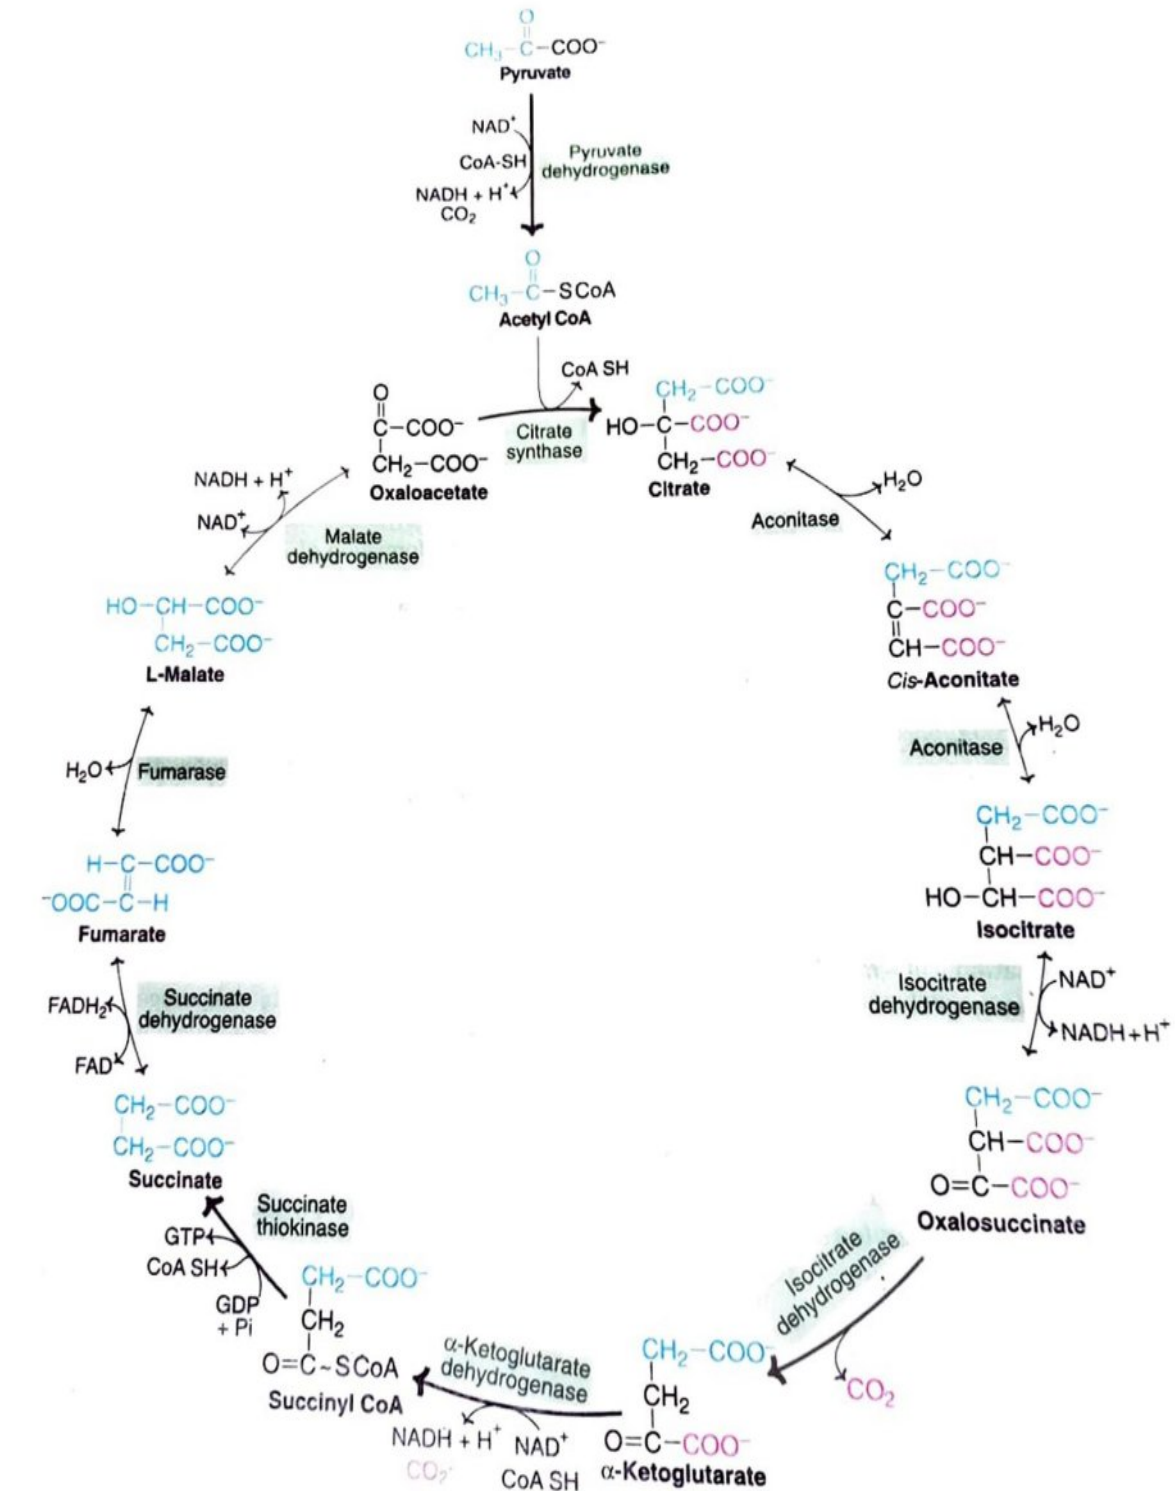 O
CH₃-C-COO⁻
Pyruvate
NAD⁺
CoA-SH
NADH + H⁺
CO₂
Pyruvate
dehydrogenase
O
CH₃-C-SCoA
Acetyl CoA
CoA SH
O
C-COO⁻
CH₂-COO⁻
Oxaloacetate
Citrate
synthase
CH₂-COO⁻
HO-C-COO⁻
CH₂-COO⁻
Citrate
H₂O
Aconitase
CH₂-COO⁻
C-COO⁻
CH-COO⁻
Cis-Aconitate
H₂O
Aconitase
CH₂-COO⁻
CH-COO⁻
HO-CH-COO⁻
Isocitrate
Isocitrate
dehydrogenase
NAD⁺
NADH+H⁺
CH₂-COO⁻
CH-COO⁻
O=C-COO⁻
Oxalosuccinate
Isocitrate
dehydrogenase
CO₂
CH₂-COO⁻
CH₂
O=C-COO⁻
α-Ketoglutarate
α-Ketoglutarate
dehydrogenase
NAD⁺
CoA SH
NADH + H⁺
CO₂
CH₂-COO⁻
CH₂
O=C~SCoA
Succinyl CoA
Succinate
thiokinase
GTP
CoA SH
GDP
+ Pi
CH₂-COO⁻
CH₂-COO⁻
Succinate
Succinate
dehydrogenase
FADH₂
FAD
H-C-COO⁻
⁻OOC-C-H
Fumarate
H₂O
Fumarase
HO-CH-COO⁻
CH₂-COO⁻
L-Malate
NADH + H⁺
NAD⁺
Malate
dehydrogenase